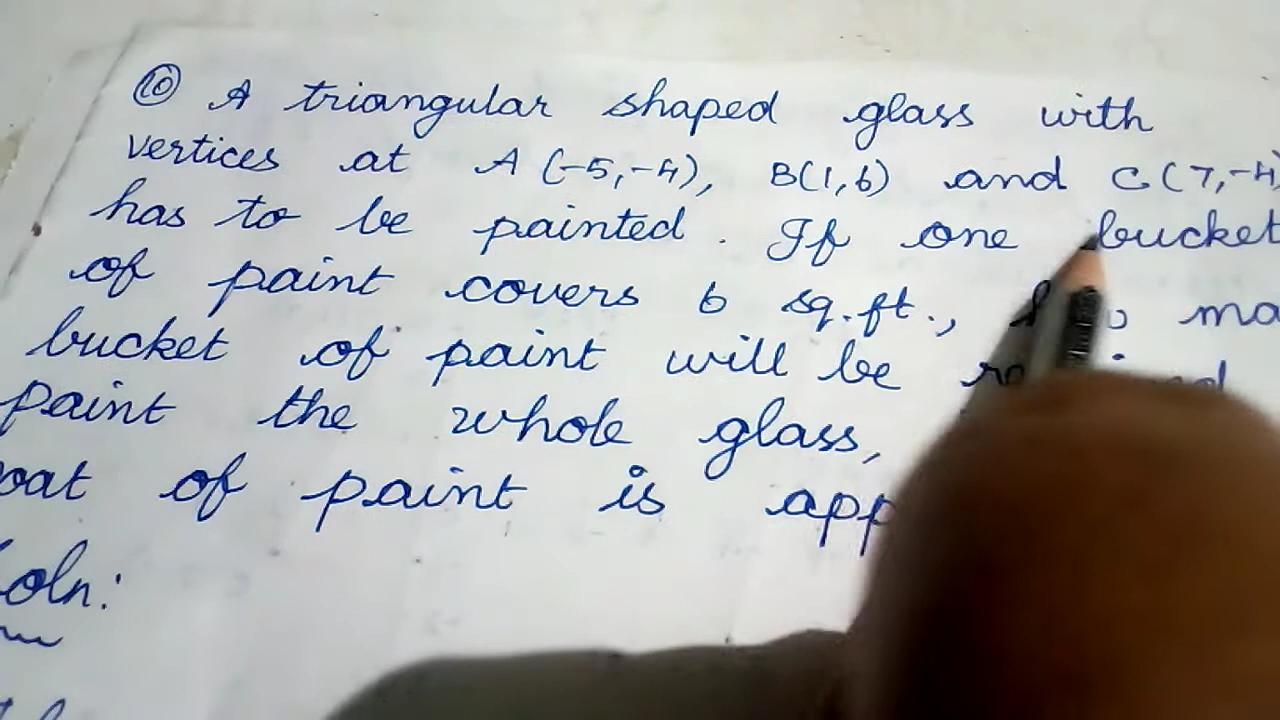 ⑩ A triangular shaped glass with
vertices at A(-5,-4), B(1,6) and C(7,-4)
has to be painted. If one bucket
of paint covers 6 sq.ft.,
bucket of paint will be
paint the whole glass,
of paint is
Soln: